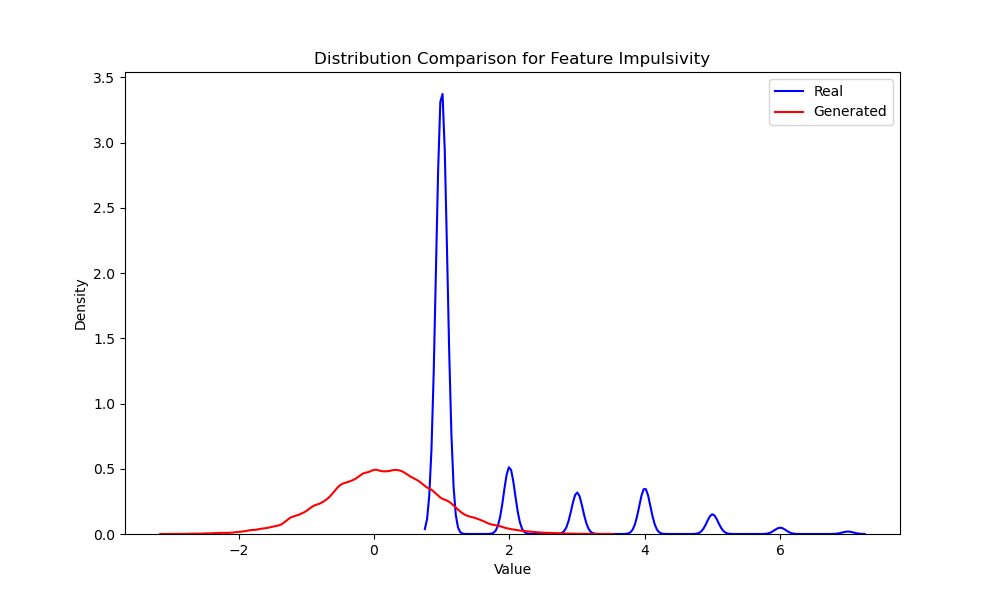 Distribution Comparison for Feature Impulsivity
Real
Generated
3.5
3.0
2.5
2.0
1.5
1.0
0.5
0.0
Density
−2
0
2
4
6
Value